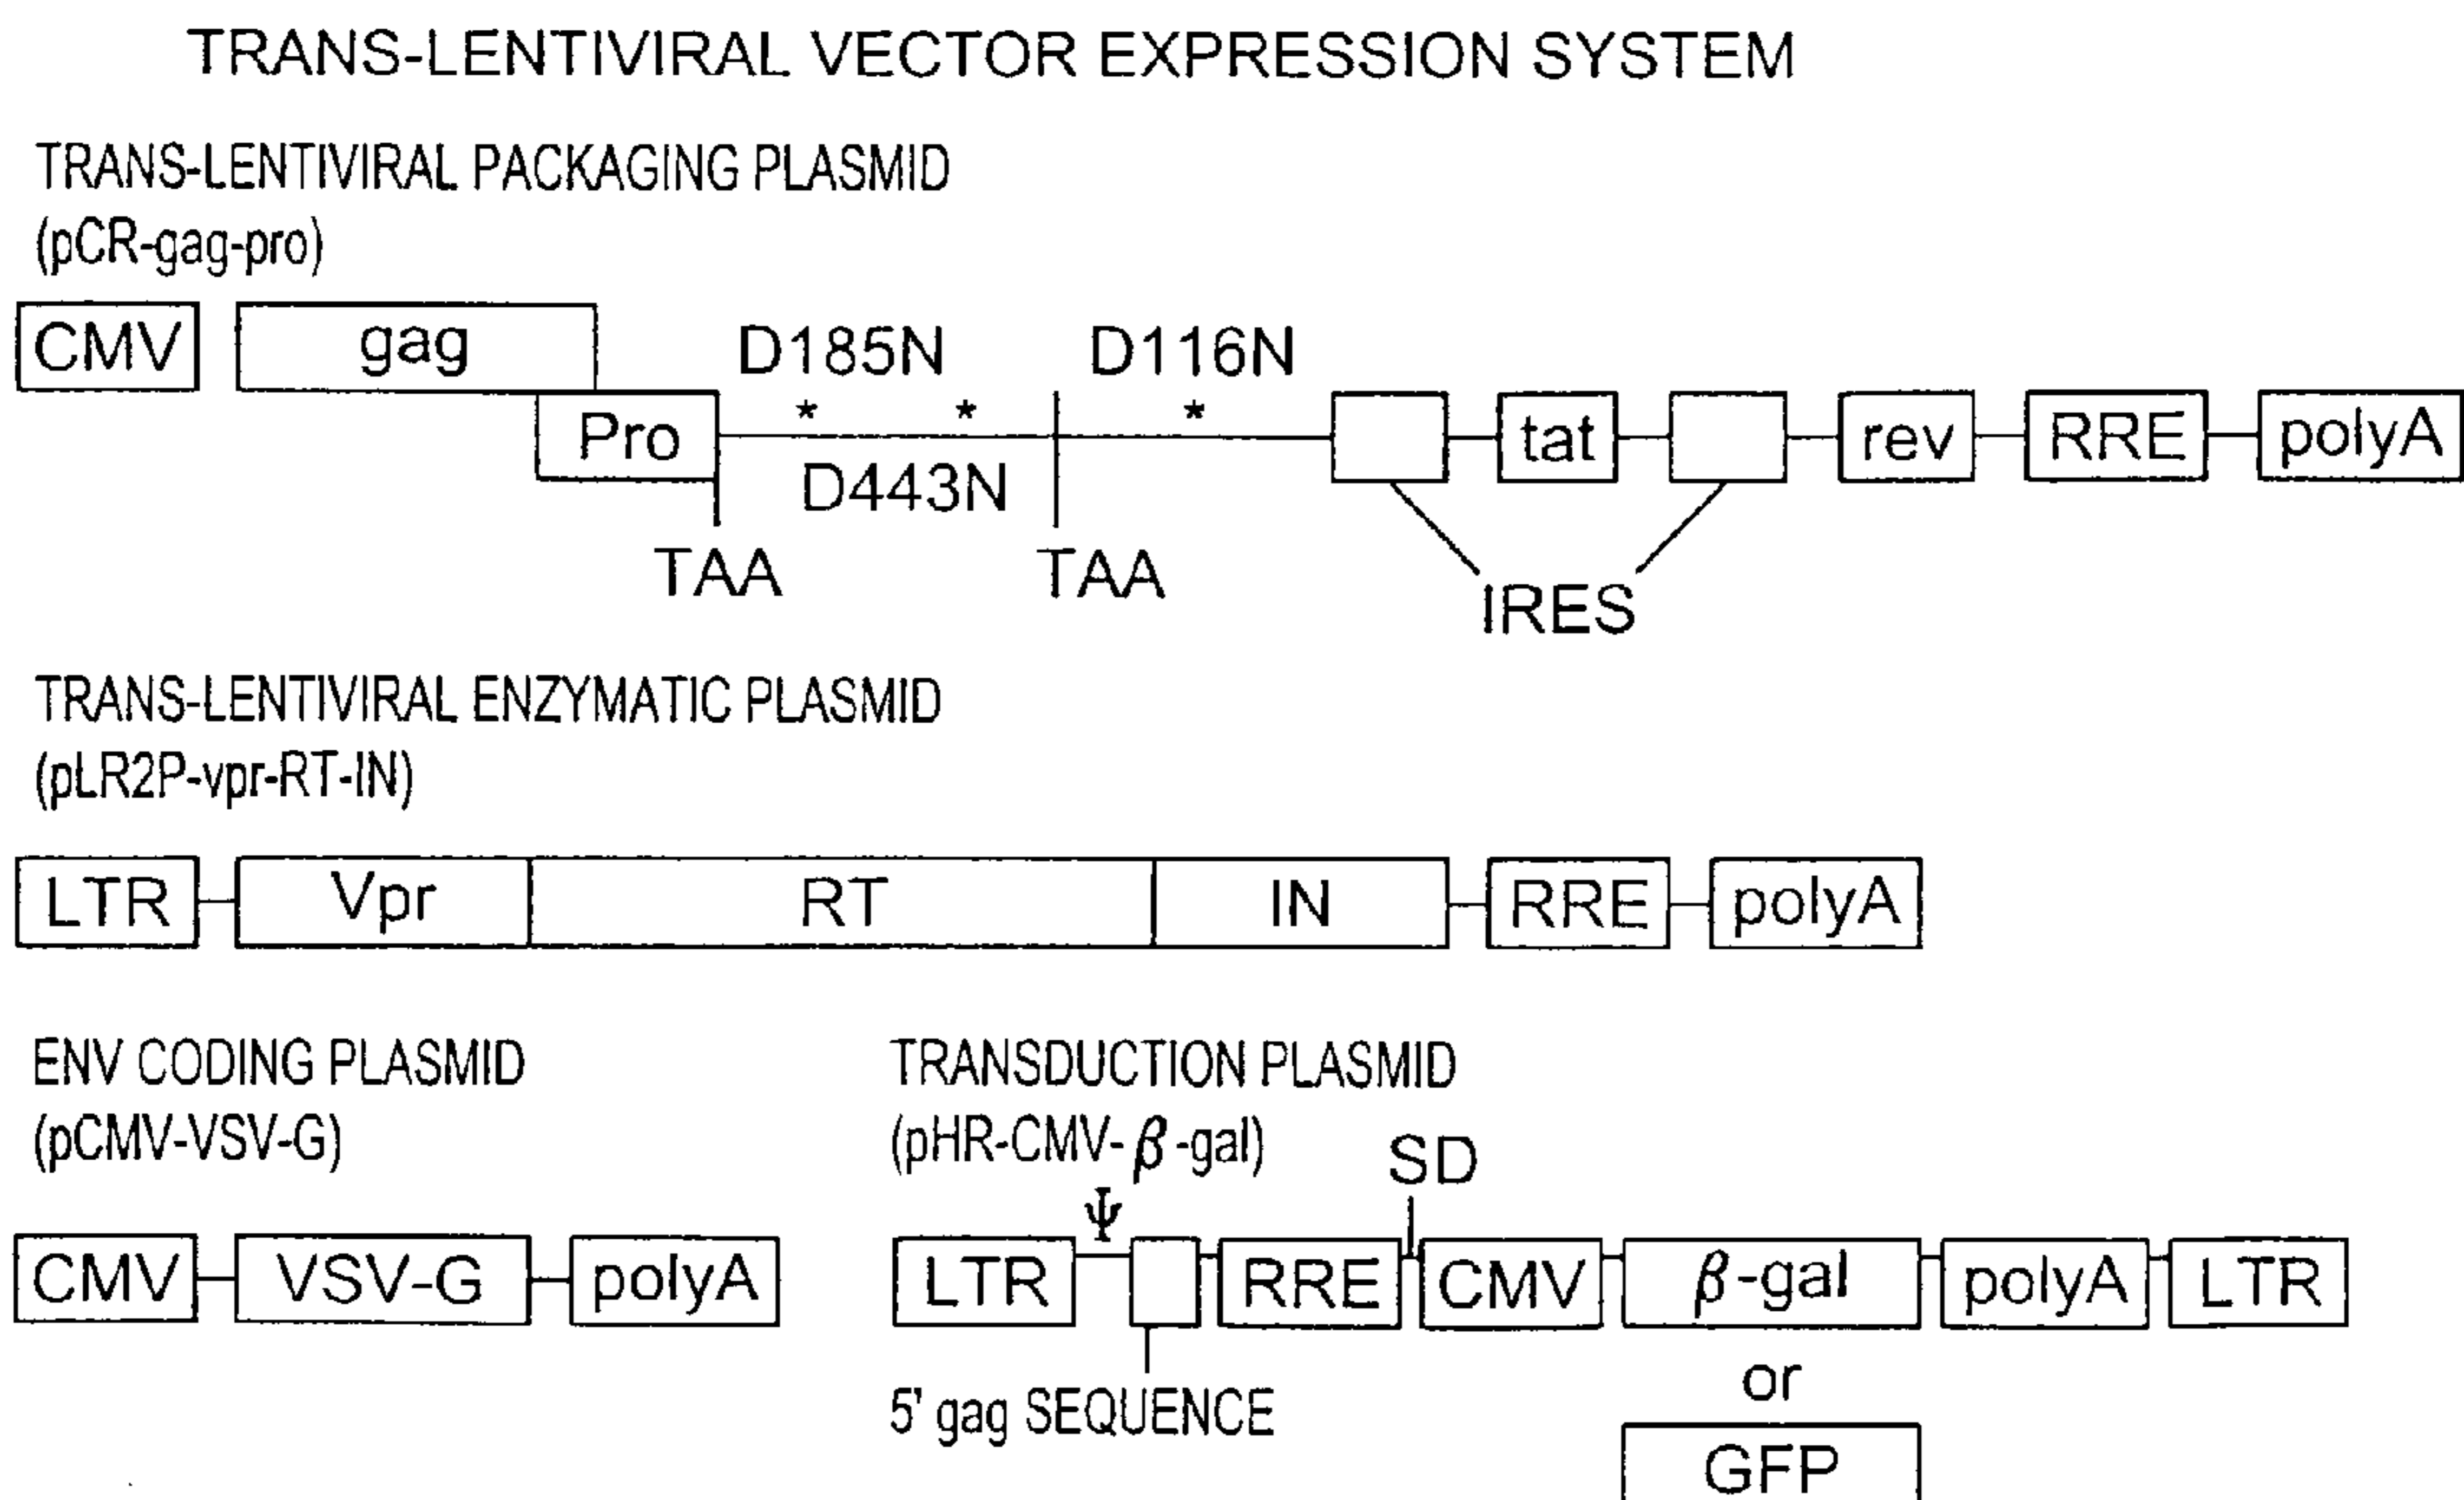 TRANS-LENTIVIRAL VECTOR EXPRESSION SYSTEM
TRANS-LENTIVIRAL PACKAGING PLASMID
(pCR-gag-pro)
CMV gag D185N D116N
* * *
Pro tat rev RRE polyA
D443N
TAA TAA IRES
TRANS-LENTIVIRAL ENZYMATIC PLASMID
(pLR2P-vpr-RT-IN)
LTR Vpr RT IN RRE polyA
ENV CODING PLASMID
(pCMV-VSV-G)
CMV VSV-G polyA
TRANSDUCTION PLASMID
(pHR-CMV-β-gal)
SD
Ψ
LTR RRE CMV β-gal polyA LTR
5' gag SEQUENCE
or
GFP